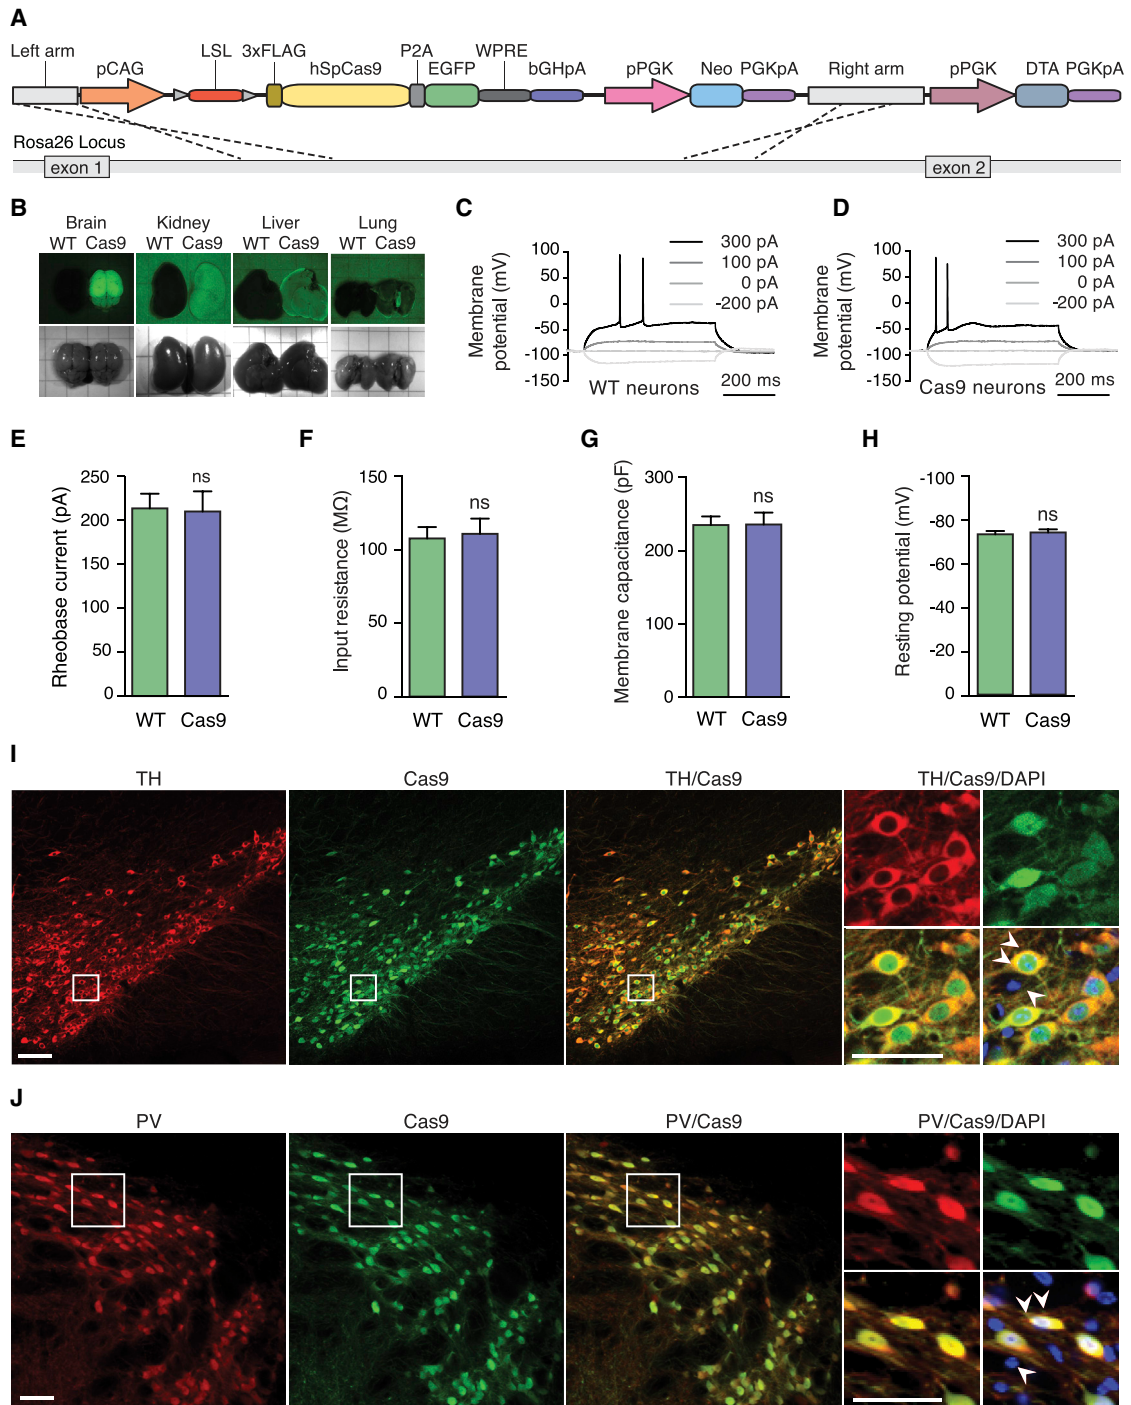 A
Left arm LSL 3xFLAG P2A WPRE
pCAG hSpCas9 EGFP bGHpA pPGK Neo PGKpA Right arm pPGK DTA PGKpA
Rosa26 Locus
exon 1 exon 2
B
Brain Kidney Liver Lung
WT Cas9 WT Cas9 WT Cas9 WT Cas9
C
Membrane potential (mV)
100
50
0
-50
-100
-150
300 pA
100 pA
0 pA
-200 pA
WT neurons
200 ms
D
Membrane potential (mV)
100
50
0
-50
-100
-150
300 pA
100 pA
0 pA
-200 pA
Cas9 neurons
200 ms
E
Rheobase current (pA)
250
200
150
100
50
0
ns
WT Cas9
F
Input resistance (MΩ)
150
100
50
0
ns
WT Cas9
G
Membrane capacitance (pF)
300
200
100
0
ns
WT Cas9
H
Resting potential (mV)
-100
-80
-60
-40
-20
0
ns
WT Cas9
I
TH Cas9 TH/Cas9 TH/Cas9/DAPI
J
PV Cas9 PV/Cas9 PV/Cas9/DAPI